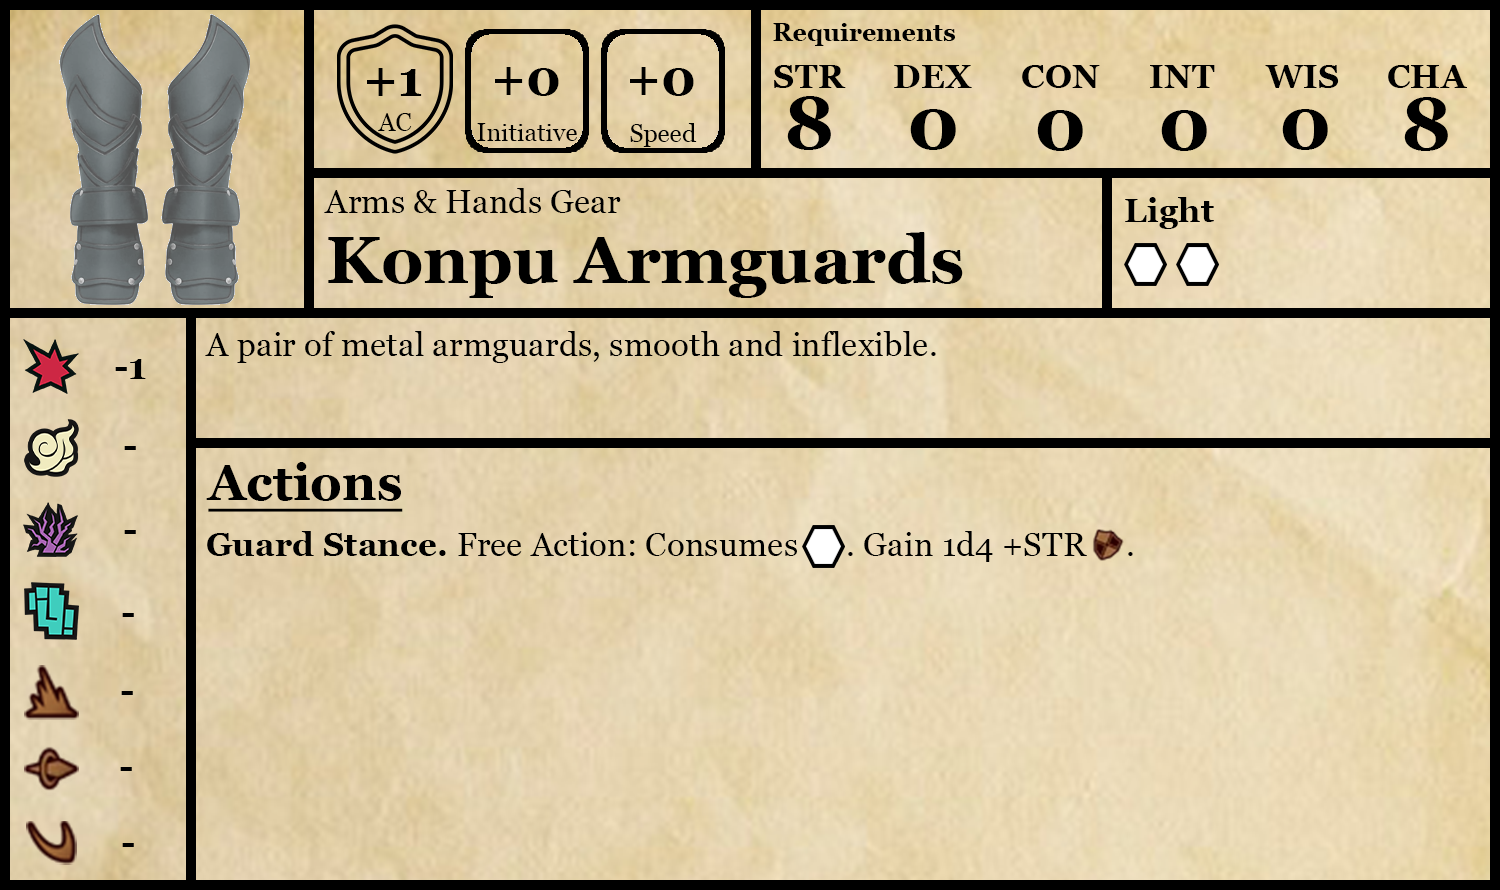 +1
AC
+0
Initiative
+0
Speed
Requirements
STR DEX CON INT WIS CHA
8 0 0 0 0 8
Arms & Hands Gear
Konpu Armguards
Light
-1
-
-
-
-
-
-
A pair of metal armguards, smooth and inflexible.
Actions
Guard Stance. Free Action: Consumes . Gain 1d4 +STR .